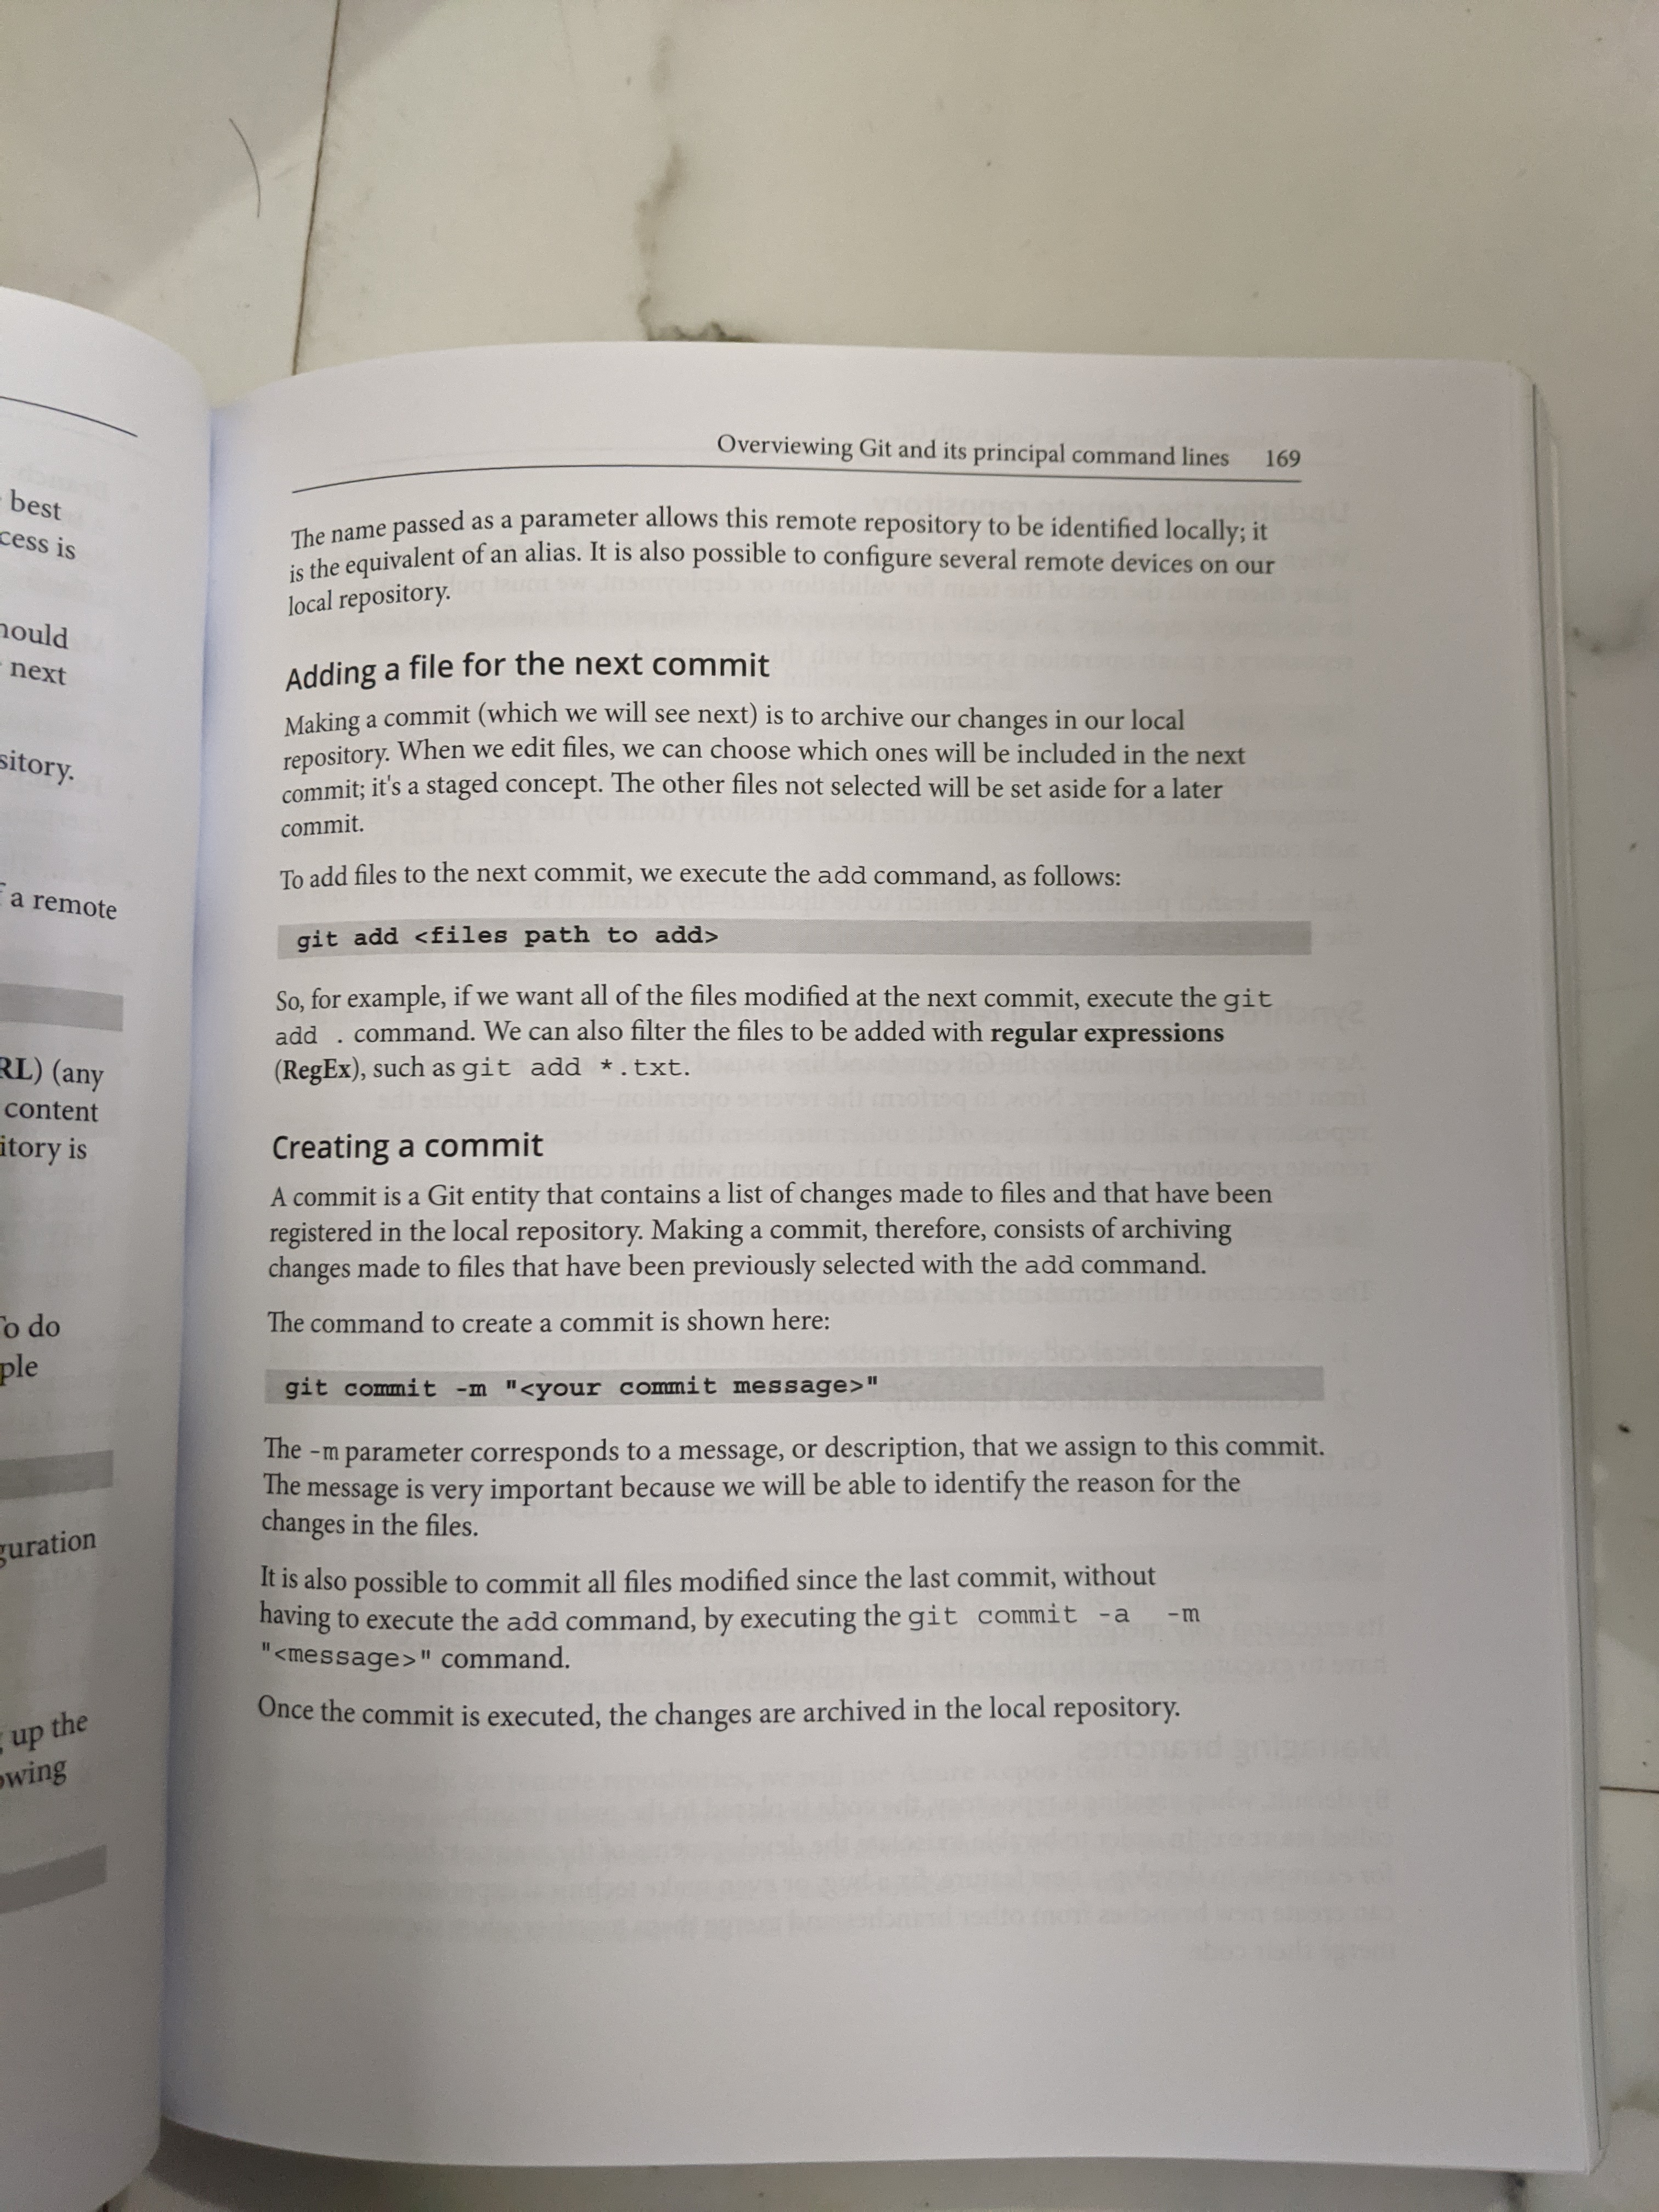 best
cess is
hould
next
sitory.
a remote
RL) (any
content
itory is
To do
ple
guration
up the
owing
Overviewing Git and its principal command lines 169
The name passed as a parameter allows this remote repository to be identified locally; it
is the equivalent of an alias. It is also possible to configure several remote devices on our
local repository.
Adding a file for the next commit
Making a commit (which we will see next) is to archive our changes in our local
repository. When we edit files, we can choose which ones will be included in the next
commit; it's a staged concept. The other files not selected will be set aside for a later
commit.
To add files to the next commit, we execute the add command, as follows:
git add <files path to add>
So, for example, if we want all of the files modified at the next commit, execute the git
add . command. We can also filter the files to be added with regular expressions
(RegEx), such as git add *.txt.
Creating a commit
A commit is a Git entity that contains a list of changes made to files and that have been
registered in the local repository. Making a commit, therefore, consists of archiving
changes made to files that have been previously selected with the add command.
The command to create a commit is shown here:
git commit -m "<your commit message>"
The -m parameter corresponds to a message, or description, that we assign to this commit.
The message is very important because we will be able to identify the reason for the
changes in the files.
It is also possible to commit all files modified since the last commit, without
having to execute the add command, by executing the git commit -a -m
"<message>" command.
Once the commit is executed, the changes are archived in the local repository.